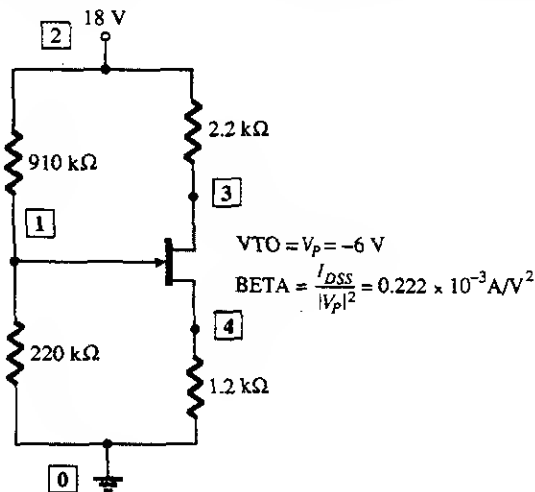 18 V
2
2.2 kΩ
910 kΩ
3
1
VTO = V_P = −6 V
BETA = I_DSS / |V_P|² = 0.222 × 10⁻³ A/V²
4
220 kΩ
1.2 kΩ
0